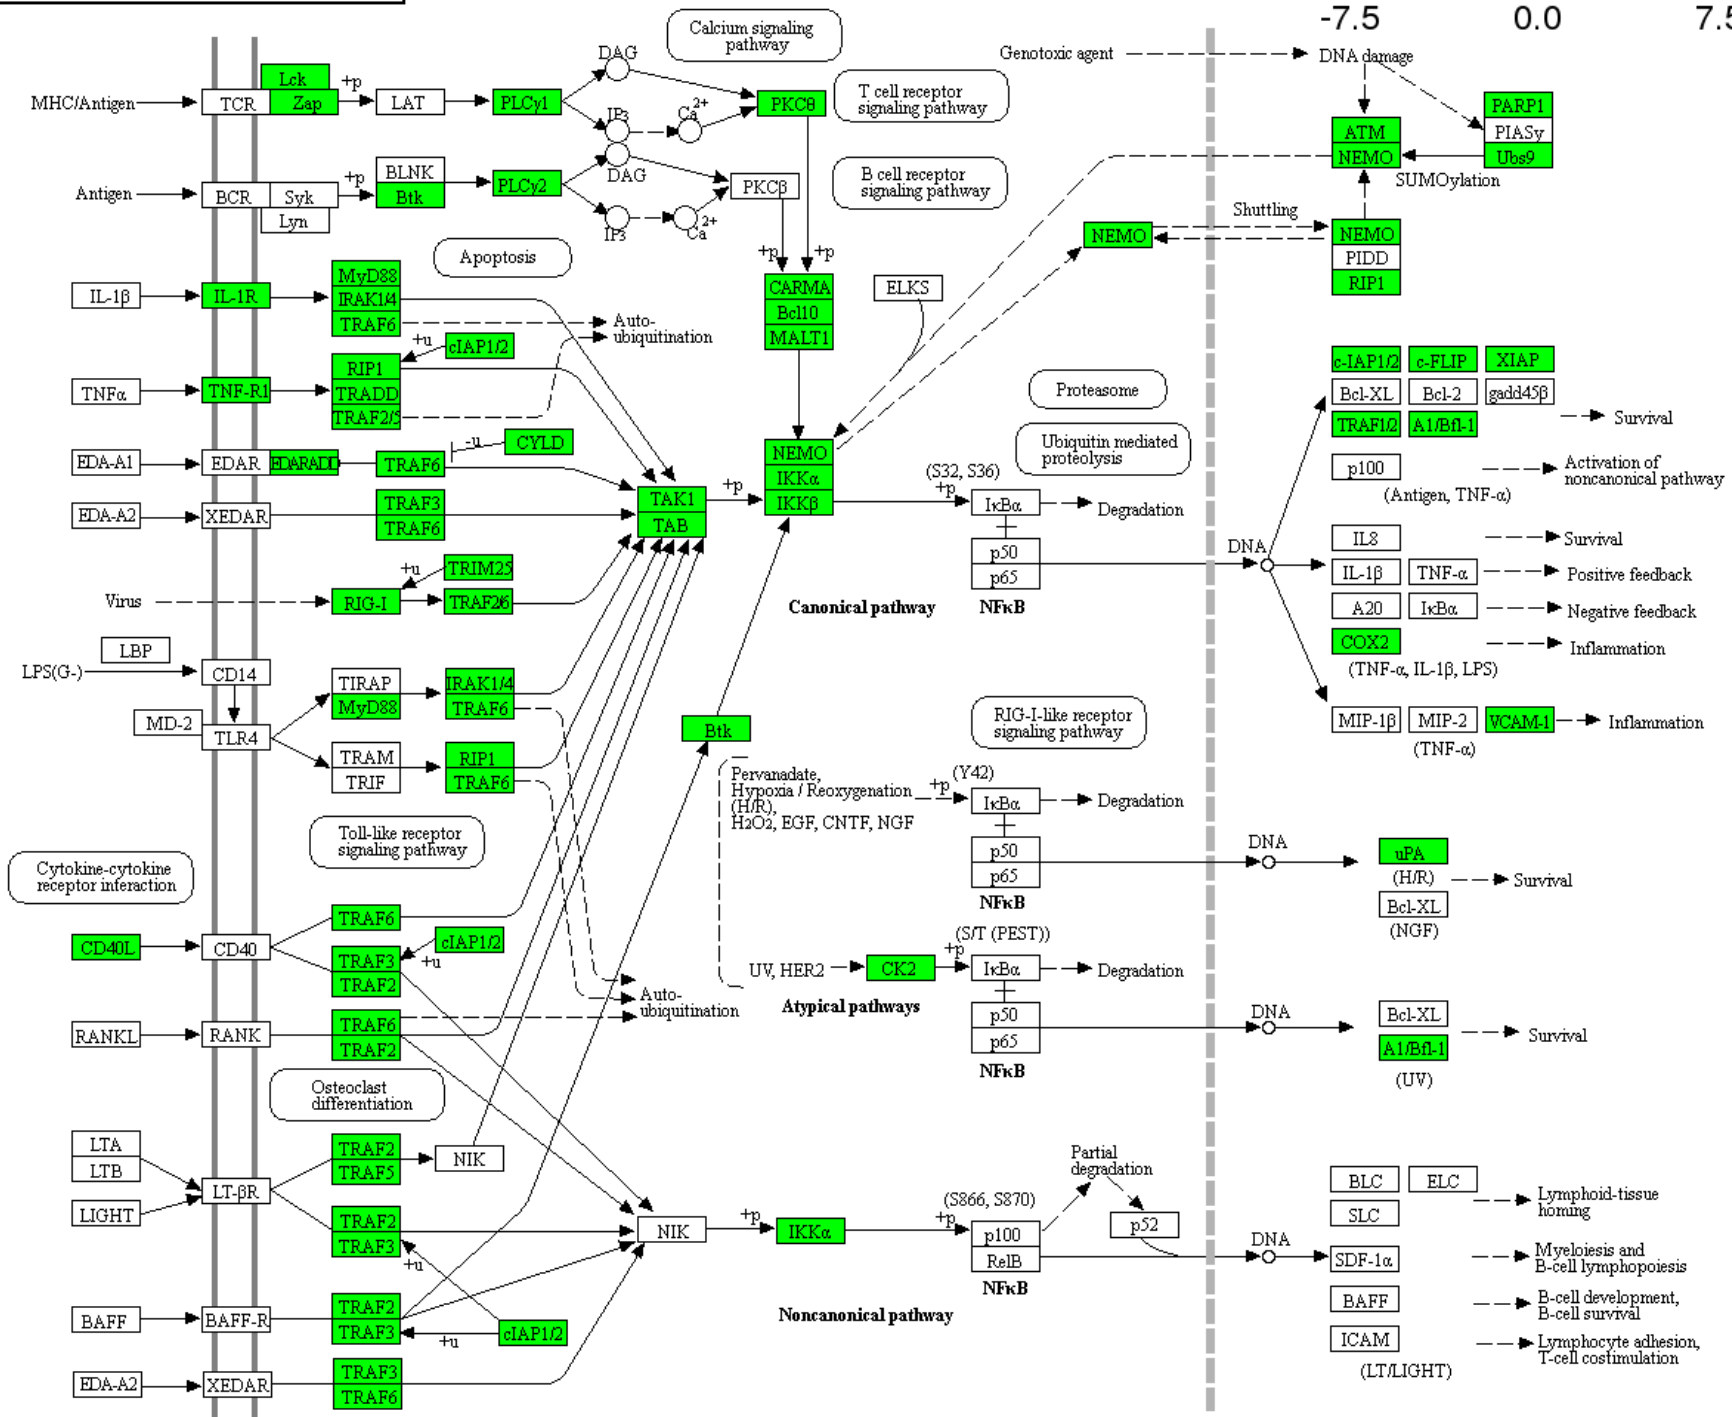 -7.5 0.0 7.5
Calcium signaling
pathway
Genotoxic agent
DNA damage
MHC/Antigen
TCR
Lck
Zap
+p
LAT
PLCγ1
DAG
IP3
Ca2+
PKCθ
T cell receptor
signaling pathway
PARP1
PIASy
Ubs9
ATM
NEMO
SUMOylation
Antigen
BCR
Syk
Lyn
+p
BLNK
Btk
PLCγ2
DAG
IP3
Ca2+
PKCβ
B cell receptor
signaling pathway
Shuttling
NEMO
NEMO
PIDD
RIP1
Apoptosis
+p
+p
IL-1β
IL-1R
MyD88
IRAK1/4
TRAF6
Auto-
ubiquitination
CARMA
Bcl10
MALT1
ELKS
TNFα
TNF-R1
+u
cIAP1/2
RIP1
TRADD
TRAF2/5
Proteasome
c-IAP1/2
c-FLIP
XIAP
Bcl-XL
Bcl-2
gadd45β
TRAF1/2
A1/Bfl-1
Survival
EDA-A1
EDAR
EDARADD
TRAF6
-u
CYLD
NEMO
IKKα
IKKβ
Ubiquitin mediated
proteolysis
p100
Activation of
noncanonical pathway
(Antigen, TNF-α)
EDA-A2
XEDAR
TRAF3
TRAF6
TAK1
TAB
+p
(S32, S36)
+p
IκBα
Degradation
p50
p65
NFκB
Canonical pathway
DNA
IL8
Survival
IL-1β
TNF-α
Positive feedback
A20
IκBα
Negative feedback
COX2
Inflammation
(TNF-α, IL-1β, LPS)
Virus
RIG-I
+u
TRIM25
TRAF2/6
LBP
LPS(G-)
CD14
MD-2
TLR4
TIRAP
MyD88
IRAK1/4
TRAF6
TRAM
TRIF
RIP1
TRAF6
Btk
RIG-I-like receptor
signaling pathway
MIP-1β
MIP-2
VCAM-1
Inflammation
(TNF-α)
Pervanadate,
Hypoxia / Reoxygenation
(H/R),
H2O2, EGF, CNTF, NGF
+p
(Y42)
IκBα
Degradation
p50
p65
NFκB
DNA
uPA
(H/R)
Bcl-XL
(NGF)
Survival
Toll-like receptor
signaling pathway
Cytokine-cytokine
receptor interaction
CD40L
CD40
TRAF6
TRAF3
TRAF2
cIAP1/2
+u
Auto-
ubiquitination
UV, HER2
CK2
+p
(S/T (PEST))
IκBα
Degradation
Atypical pathways
p50
p65
NFκB
DNA
Bcl-XL
A1/Bfl-1
(UV)
Survival
RANKL
RANK
TRAF6
TRAF2
Osteoclast
differentiation
LTA
LTB
LIGHT
LT-βR
TRAF2
TRAF5
NIK
TRAF2
TRAF3
+u
NIK
+p
IKKα
+p
(S866, S870)
p100
RelB
NFκB
Partial
degradation
p52
DNA
BLC
ELC
SLC
Lymphoid-tissue
homing
SDF-1α
Myeloiesis and
B-cell lymphopoiesis
BAFF
B-cell development,
B-cell survival
ICAM
Lymphocyte adhesion,
T-cell costimulation
(LT/LIGHT)
BAFF
BAFF-R
TRAF2
TRAF3
+u
cIAP1/2
Noncanonical pathway
EDA-A2
XEDAR
TRAF3
TRAF6